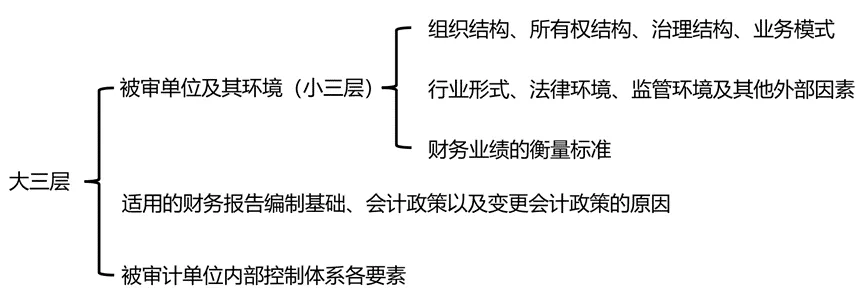 组织结构、所有权结构、治理结构、业务模式
被审单位及其环境（小三层）
行业形式、法律环境、监管环境及其他外部因素
财务业绩的衡量标准
大三层
适用的财务报告编制基础、会计政策以及变更会计政策的原因
被审计单位内部控制体系各要素